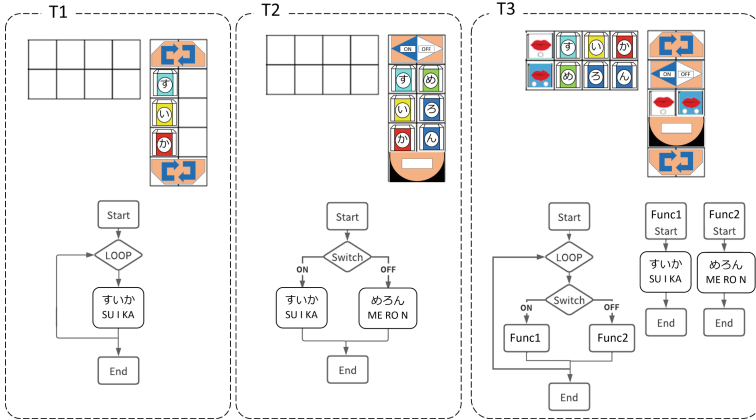 T1
す
い
か
Start
LOOP
すいか
SU I KA
End
T2
ON OFF
す め
い ろ
か ん
Start
Switch
ON OFF
すいか
SU I KA
めろん
ME RO N
End
T3
す い か
め ろ ん
ON OFF
Start
LOOP
Switch
ON OFF
Func1 Func2
End
Func1
Start
すいか
SU I KA
End
Func2
Start
めろん
ME RO N
End